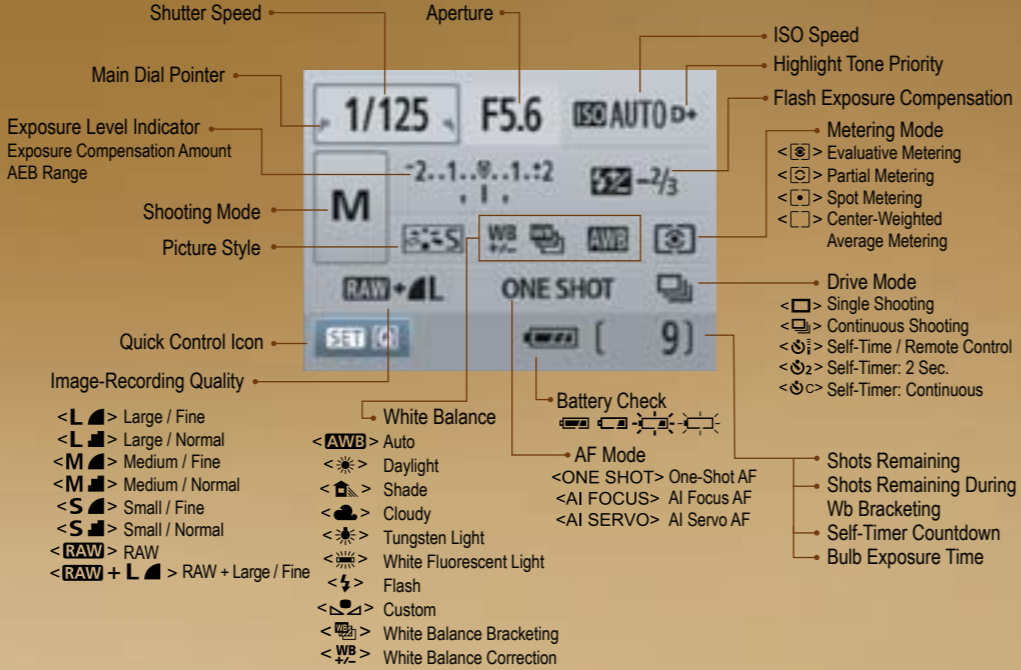 Shutter Speed
Aperture
ISO Speed
Highlight Tone Priority
Main Dial Pointer
Flash Exposure Compensation
Exposure Level Indicator
Exposure Compensation Amount
AEB Range
Shooting Mode
Picture Style
Quick Control Icon
1/125 F5.6 ISO AUTO D+
-2..1..0..1..+2 -2/3
M
S WB +/- WB AWB
RAW + L ONE SHOT
SET [ 9]
Metering Mode
< > Evaluative Metering
< > Partial Metering
< > Spot Metering
< > Center-Weighted
Average Metering
Drive Mode
< > Single Shooting
< > Continuous Shooting
< > Self-Time / Remote Control
< 2> Self-Timer: 2 Sec.
< C> Self-Timer: Continuous
Image-Recording Quality
<L > Large / Fine
<L > Large / Normal
<M > Medium / Fine
<M > Medium / Normal
<S > Small / Fine
<S > Small / Normal
<RAW> RAW
<RAW + L > RAW + Large / Fine
White Balance
<AWB> Auto
< > Daylight
< > Shade
< > Cloudy
< > Tungsten Light
< > White Fluorescent Light
< > Flash
< > Custom
<WB> White Balance Bracketing
<WB +/-> White Balance Correction
Battery Check
AF Mode
<ONE SHOT> One-Shot AF
<AI FOCUS> AI Focus AF
<AI SERVO> AI Servo AF
Shots Remaining
Shots Remaining During
Wb Bracketing
Self-Timer Countdown
Bulb Exposure Time